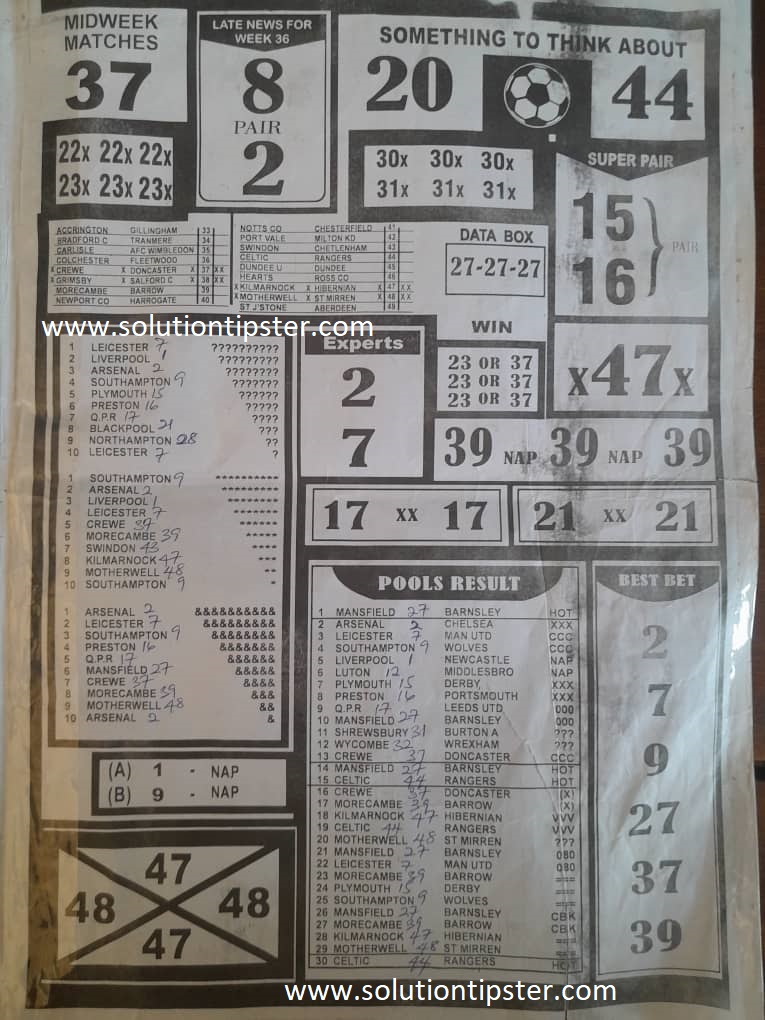 MIDWEEK
MATCHES
37
LATE NEWS FOR
WEEK 36
8
PAIR
2
SOMETHING TO THINK ABOUT
20
44
22x 22x 22x
23x 23x 23x
30x 30x 30x
31x 31x 31x
SUPER PAIR
15
16
PAIR
ACCRINGTON GILLINGHAM 33
BRADFORD C TRANMERE 34
CARLISLE AFC WIMBLEDON 35
COLCHESTER FLEETWOOD 36
X CREWE X DONCASTER X 37 XX
X GRIMSBY X SALFORD C X 38 XX
MORECAMBE BARROW 39
NEWPORT CO HARROGATE 40
NOTTS CO CHESTERFIELD 41
PORT VALE MILTON KD 42
SWINDON CHETLENHAM 43
CELTIC RANGERS 44
DUNDEE U DUNDEE 45
HEARTS ROSS CO 46
X KILMARNOCK X HIBERNIAN X 47 XX
X MOTHERWELL X ST MIRREN X 48 XX
ST J'STONE ABERDEEN 49
DATA BOX
27-27-27
WIN
23 OR 37
23 OR 37
23 OR 37
x47x
www.solutiontipster.com
1 LEICESTER 7 ??????????
2 LIVERPOOL 1 ?????????
3 ARSENAL 2 ????????
4 SOUTHAMPTON 9 ???????
5 PLYMOUTH 15 ??????
6 PRESTON 16 ?????
7 Q.P.R 17 ????
8 BLACKPOOL 21 ???
9 NORTHAMPTON 28 ??
10 LEICESTER 7 ?
1 SOUTHAMPTON 9 **********
2 ARSENAL 2 *********
3 LIVERPOOL 1 ********
4 LEICESTER 7 *******
5 CREWE 37 ******
6 MORECAMBE 39 *****
7 SWINDON 43 ****
8 KILMARNOCK 47 ***
9 MOTHERWELL 48 **
10 SOUTHAMPTON 9 *
1 ARSENAL 2 &&&&&&&&&&
2 LEICESTER 7 &&&&&&&&&
3 SOUTHAMPTON 9 &&&&&&&&
4 PRESTON 16 &&&&&&&
5 Q.P.R 17 &&&&&&
6 MANSFIELD 27 &&&&&
7 CREWE 37 &&&&
8 MORECAMBE 39 &&&
9 MOTHERWELL 48 &&
10 ARSENAL 2 &
Experts
2
7
39 NAP 39 NAP 39
17 xx 17
21 xx 21
POOLS RESULT
1 MANSFIELD 27 BARNSLEY HOT
2 ARSENAL 2 CHELSEA XXX
3 LEICESTER 7 MAN UTD CCC
4 SOUTHAMPTON 9 WOLVES CCC
5 LIVERPOOL 1 NEWCASTLE NAP
6 LUTON 12 MIDDLESBRO NAP
7 PLYMOUTH 15 DERBY XXX
8 PRESTON 16 PORTSMOUTH XXX
9 Q.P.R 17 LEEDS UTD 000
10 MANSFIELD 27 BARNSLEY 000
11 SHREWSBURY 31 BURTON A ???
12 WYCOMBE 32 WREXHAM ???
13 CREWE 37 DONCASTER CCC
14 MANSFIELD 27 BARNSLEY HOT
15 CELTIC 44 RANGERS HOT
16 CREWE 37 DONCASTER (X)
17 MORECAMBE 39 BARROW (X)
18 KILMARNOCK 47 HIBERNIAN VVV
19 CELTIC 44 RANGERS VVV
20 MOTHERWELL 48 ST MIRREN ???
21 MANSFIELD 27 BARNSLEY 080
22 LEICESTER 7 MAN UTD 080
23 MORECAMBE 39 BARROW ===
24 PLYMOUTH 15 DERBY ===
25 SOUTHAMPTON 9 WOLVES ===
26 MANSFIELD 27 BARNSLEY CBK
27 MORECAMBE 39 BARROW CBK
28 KILMARNOCK 47 HIBERNIAN ===
29 MOTHERWELL 48 ST MIRREN ===
30 CELTIC 44 RANGERS HOT
BEST BET
2
7
9
27
37
39
(A) 1 - NAP
(B) 9 - NAP
47
48 48
47
www.solutiontipster.com